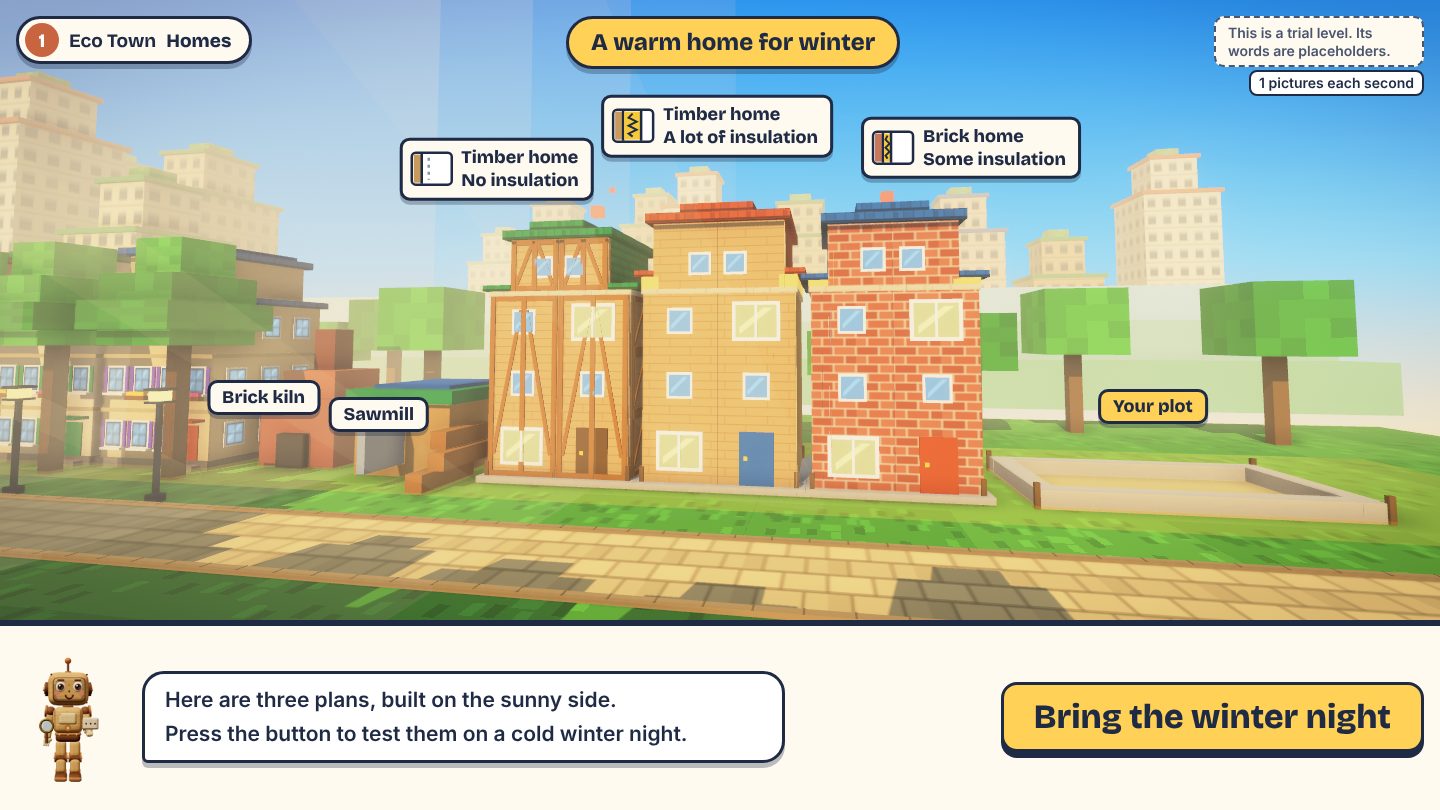 1 Eco Town Homes
A warm home for winter
This is a trial level. Its
words are placeholders.
1 pictures each second
Timber home
No insulation
Timber home
A lot of insulation
Brick home
Some insulation
Brick kiln
Sawmill
Your plot
Here are three plans, built on the sunny side.
Press the button to test them on a cold winter night.
Bring the winter night